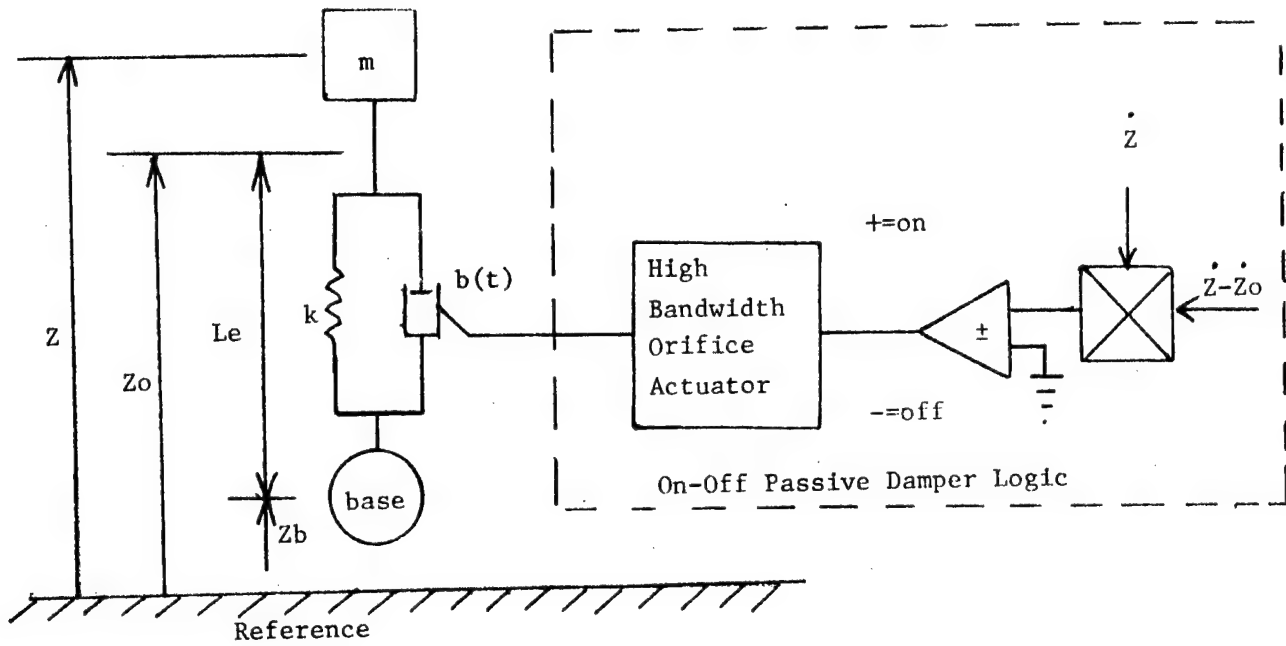 m
Ż
+=on
Ż-Żo
High
Bandwidth
Orifice
Actuator
±
b(t)
k
Z
Le
Zo
-=off
On-Off Passive Damper Logic
base
Zb
Reference